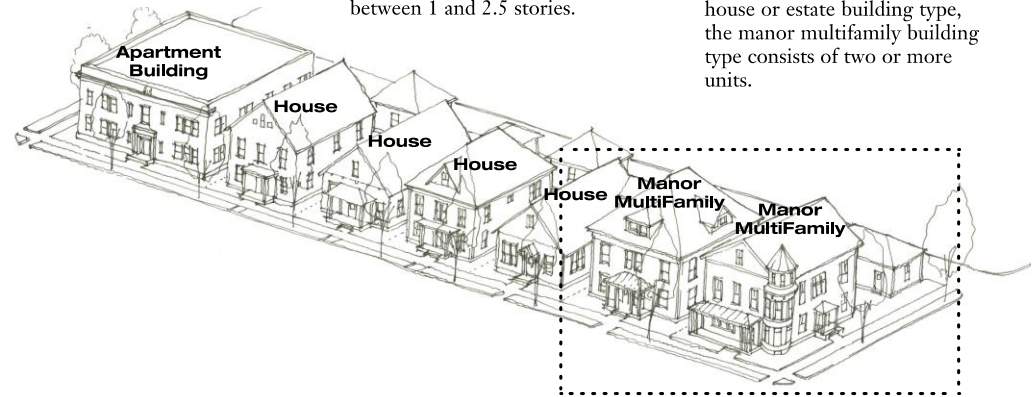 between 1 and 2.5 stories.
house or estate building type,
the manor multifamily building
type consists of two or more
units.
Apartment
Building
House
House
House
House
Manor
MultiFamily
Manor
MultiFamily